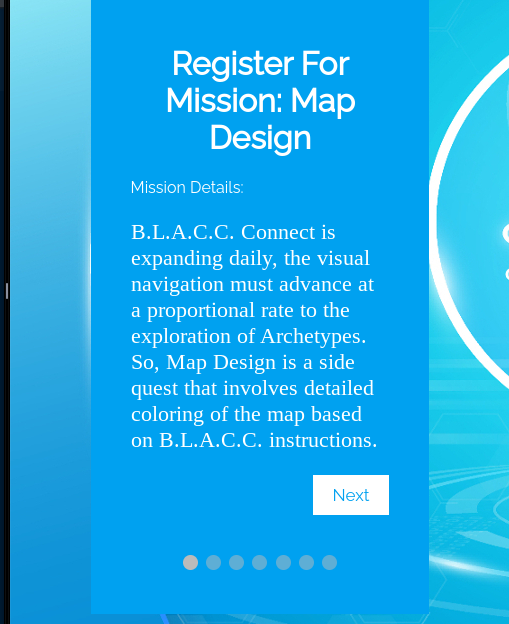 Register For
Mission: Map
Design
Mission Details:
B.L.A.C.C. Connect is
expanding daily, the visual
navigation must advance at
a proportional rate to the
exploration of Archetypes.
So, Map Design is a side
quest that involves detailed
coloring of the map based
on B.L.A.C.C. instructions.
Next